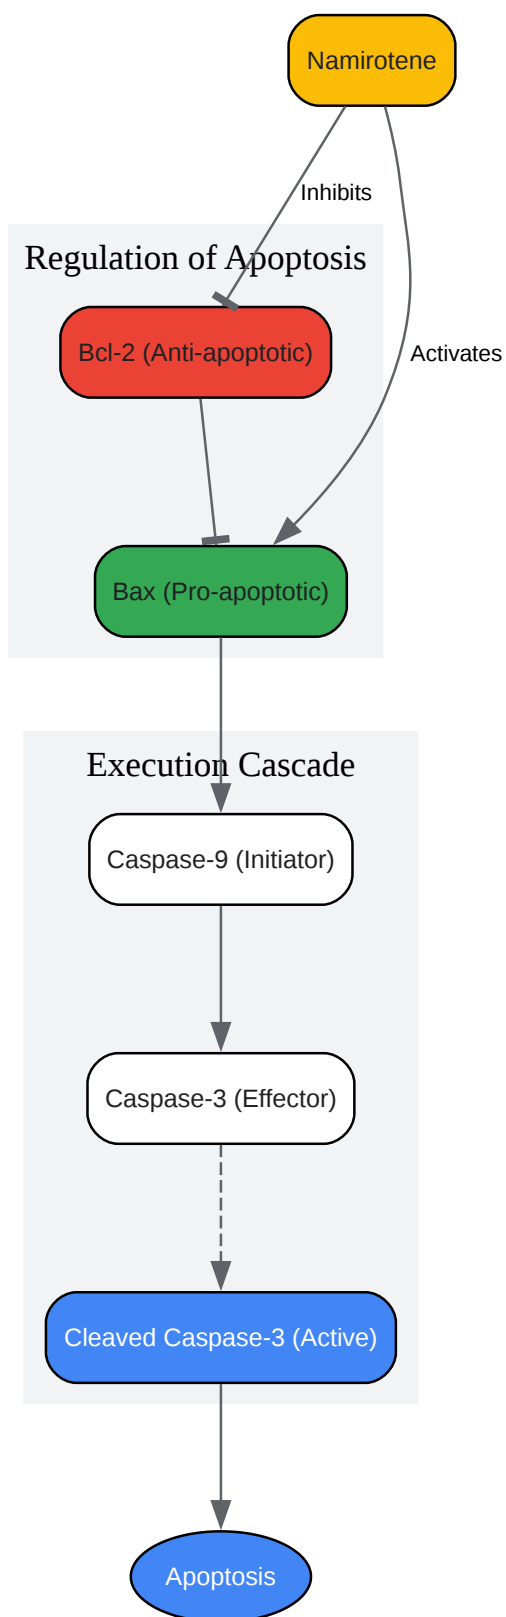 Namirotene
Inhibits
Regulation of Apoptosis
Bcl-2 (Anti-apoptotic)
Activates
Bax (Pro-apoptotic)
Execution Cascade
Caspase-9 (Initiator)
Caspase-3 (Effector)
Cleaved Caspase-3 (Active)
Apoptosis